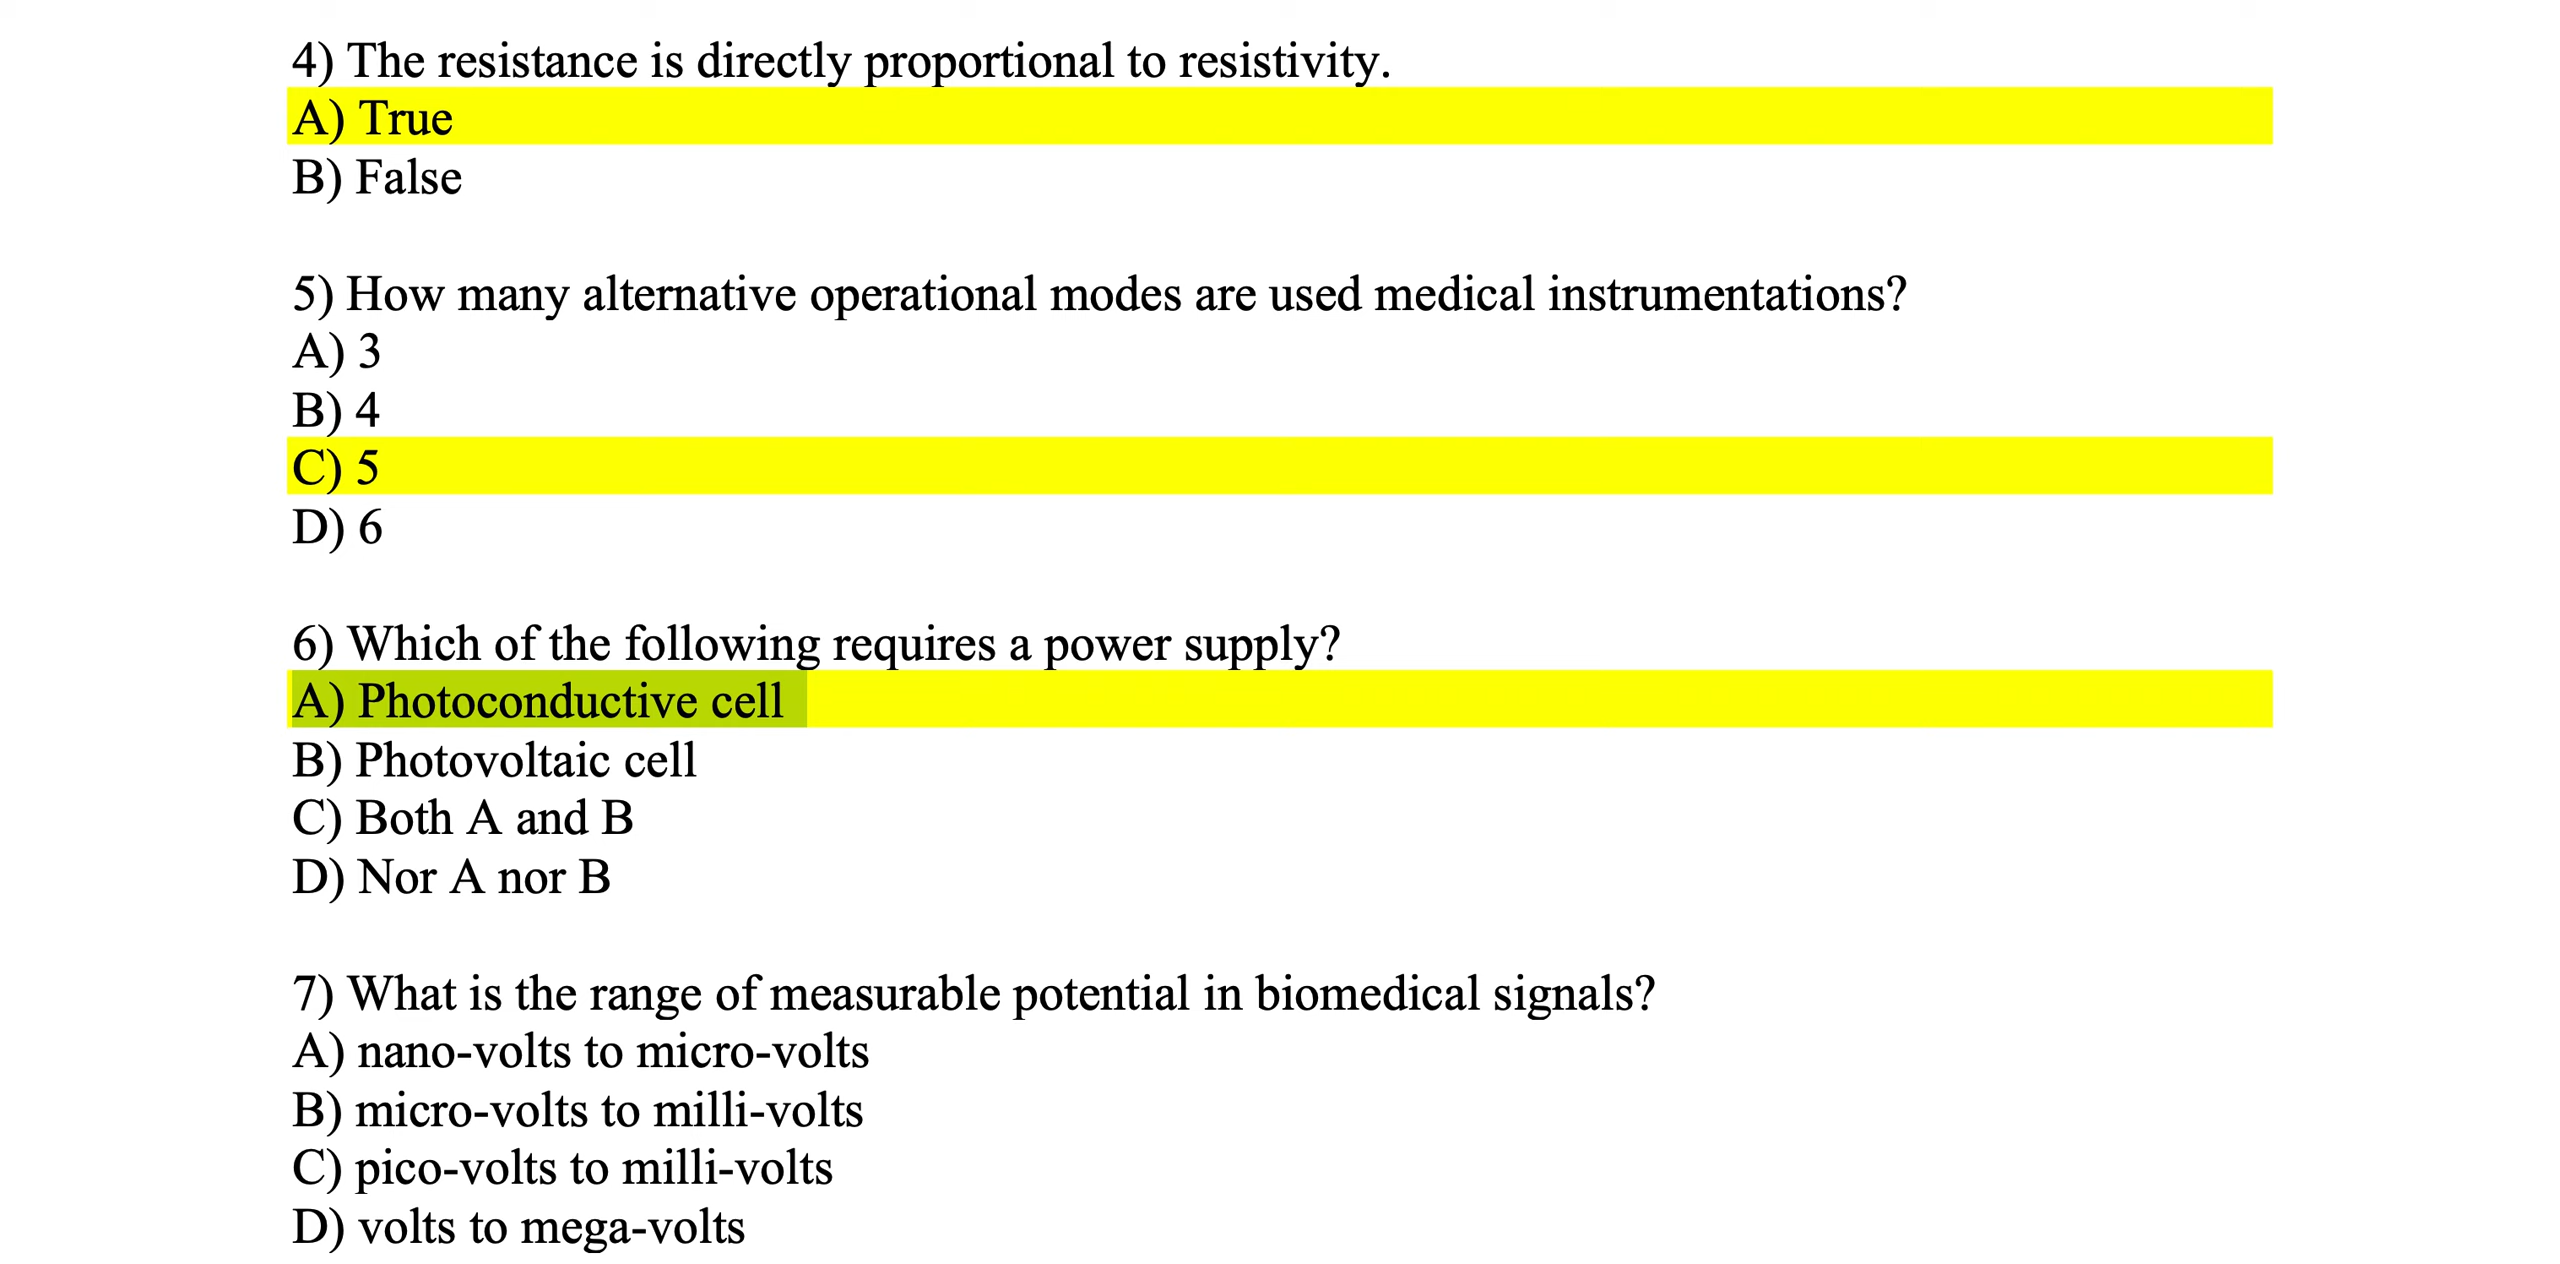 4) The resistance is directly proportional to resistivity.
A) True
B) False
5) How many alternative operational modes are used medical instrumentations?
A) 3
B) 4
C) 5
D) 6
6) Which of the following requires a power supply?
A) Photoconductive cell
B) Photovoltaic cell
C) Both A and B
D) Nor A nor B
7) What is the range of measurable potential in biomedical signals?
A) nano-volts to micro-volts
B) micro-volts to milli-volts
C) pico-volts to milli-volts
D) volts to mega-volts